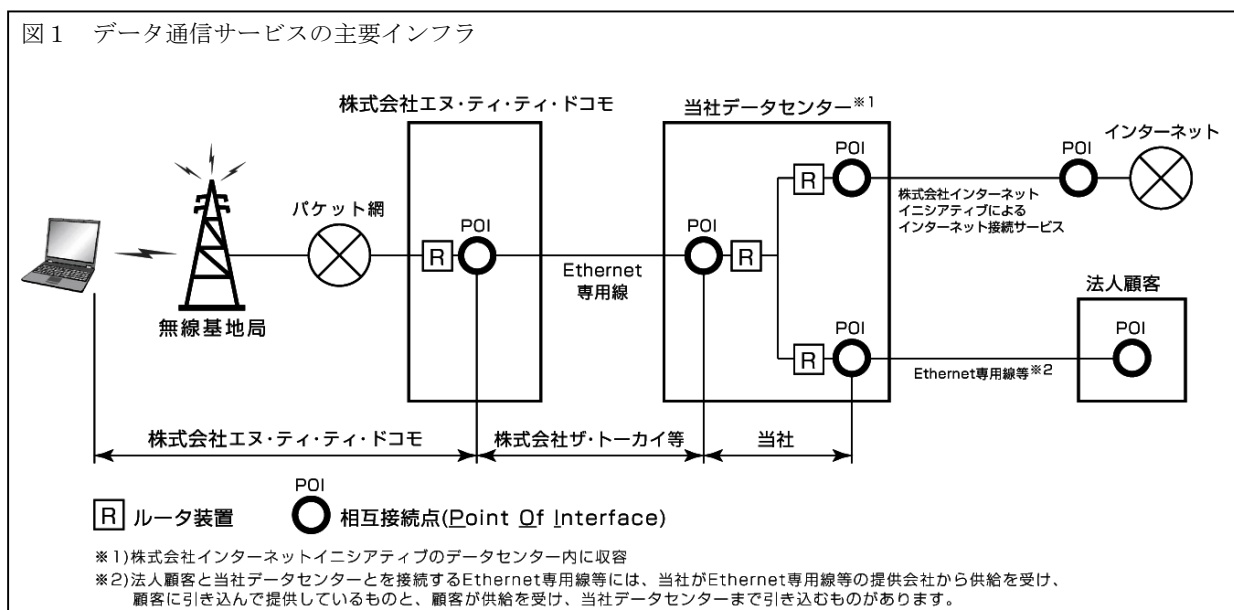 図１ データ通信サービスの主要インフラ
株式会社エヌ・ティ・ティ・ドコモ
当社データセンター※1
インターネット
POI
POI
R
パケット網
株式会社インターネット
イニシアティブによる
インターネット接続サービス
POI
POI
R
R
Ethernet
専用線
法人顧客
無線基地局
POI
POI
R
Ethernet専用線等※2
株式会社エヌ・ティ・ティ・ドコモ
株式会社ザ・トーカイ等
当社
R ルータ装置
POI
相互接続点(Point Of Interface)
※1)株式会社インターネットイニシアティブのデータセンター内に収容
※2)法人顧客と当社データセンターとを接続するEthernet専用線等には、当社がEthernet専用線等の提供会社から供給を受け、
顧客に引き込んで提供しているものと、顧客が供給を受け、当社データセンターまで引き込むものがあります。